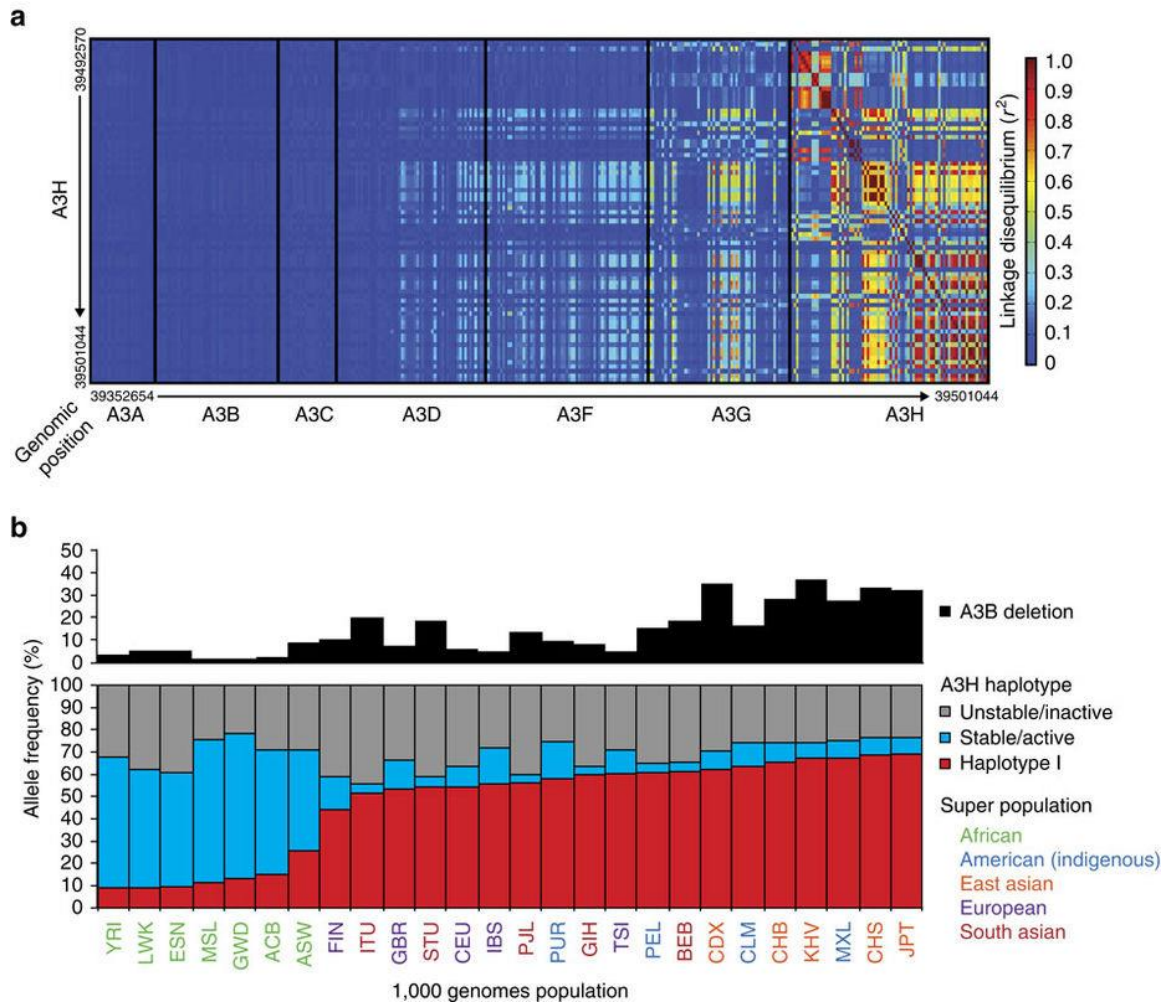 a
39492570
A3H
39501044
39352654
39501044
A3A A3B A3C A3D A3F A3G A3H
Genomic
position
1.0
0.9
0.8
0.7
0.6
0.5
0.4
0.3
0.2
0.1
0
Linkage disequilibrium (r²)
b
50
40
30
20
10
0
A3B deletion
100
90
80
70
60
50
40
30
20
10
0
Allele frequency (%)
A3H haplotype
Unstable/inactive
Stable/active
Haplotype I
Super population
African
American (indigenous)
East asian
European
South asian
YRI LWK ESN MSL GWD ACB ASW FIN ITU GBR STU CEU IBS PJL PUR GIH TSI PEL BEB CDX CLM CHB KHV MXL CHS JPT
1,000 genomes population